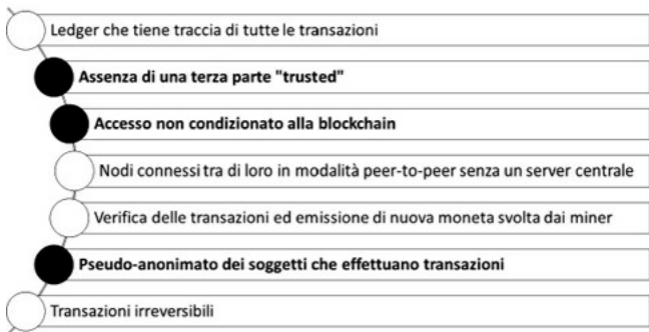 Ledger che tiene traccia di tutte le transazioni
Assenza di una terza parte "trusted"
Accesso non condizionato alla blockchain
Nodi connessi tra di loro in modalità peer-to-peer senza un server centrale
Verifica delle transazioni ed emissione di nuova moneta svolta dai miner
Pseudo-anonimato dei soggetti che effettuano transazioni
Transazioni irreversibili